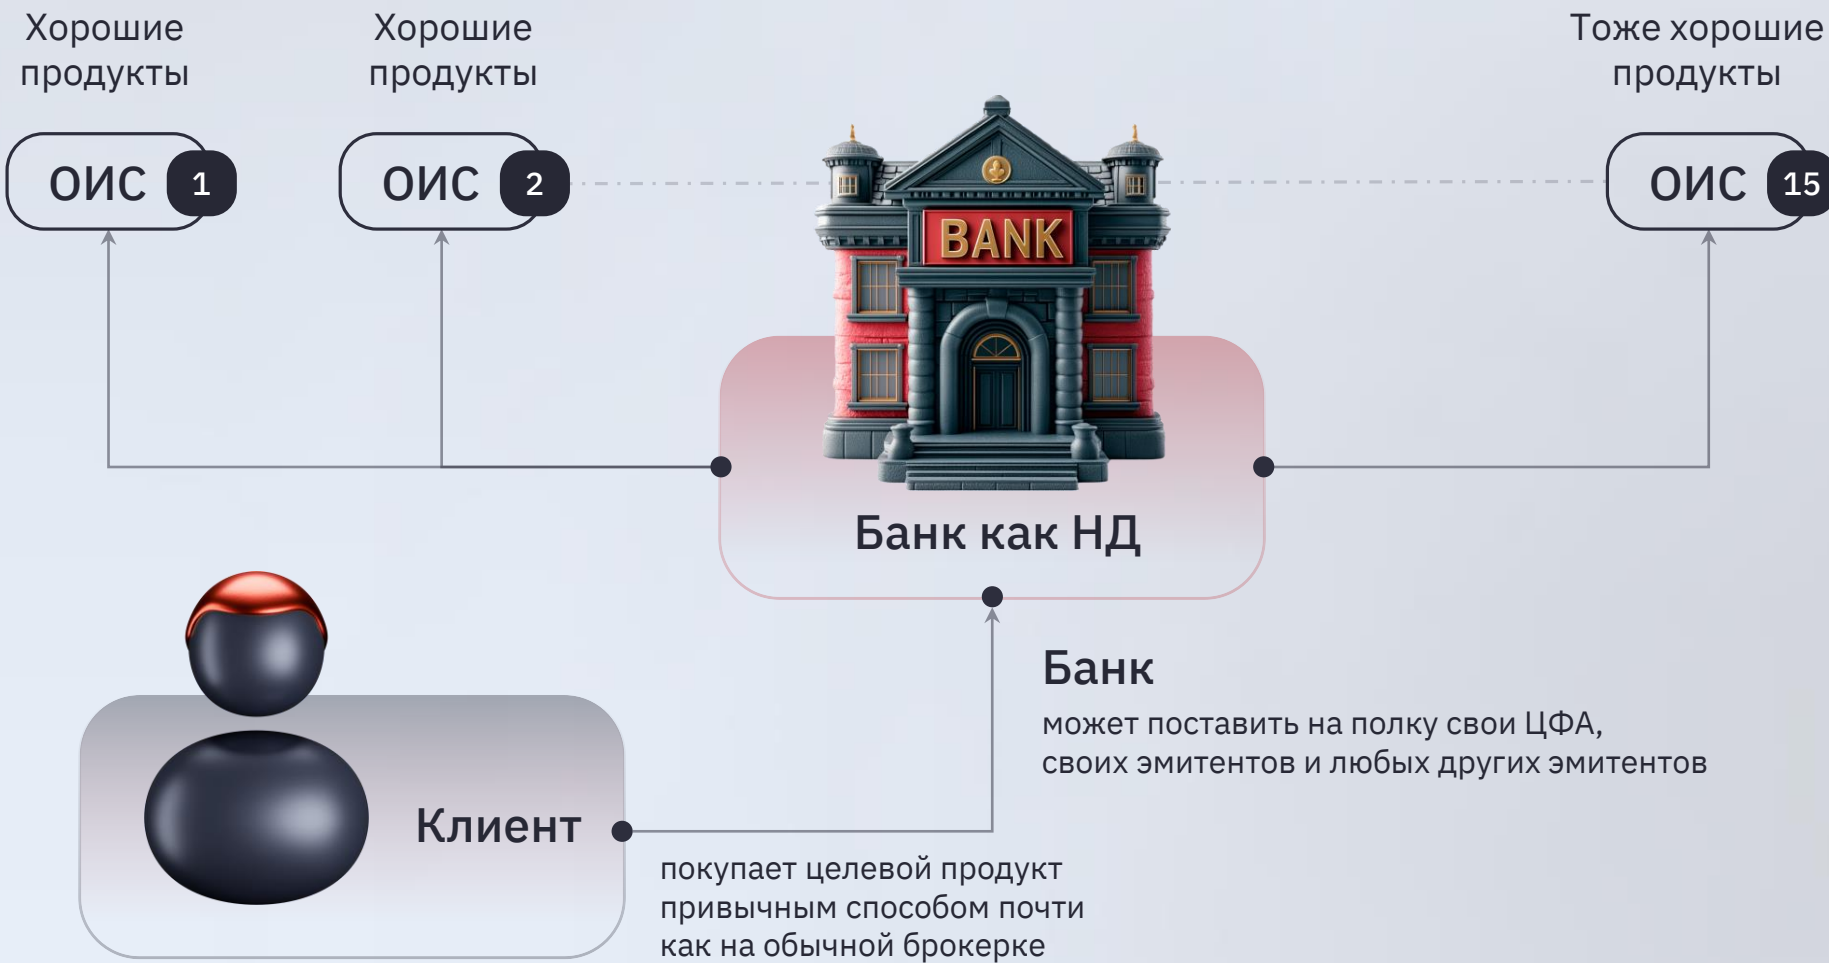 Хорошие
продукты
Хорошие
продукты
Тоже хорошие
продукты
ОИС 1
ОИС 2
ОИС 15
BANK
Банк как НД
Банк
может поставить на полку свои ЦФА,
своих эмитентов и любых других эмитентов
Клиент
покупает целевой продукт
привычным способом почти
как на обычной брокерке